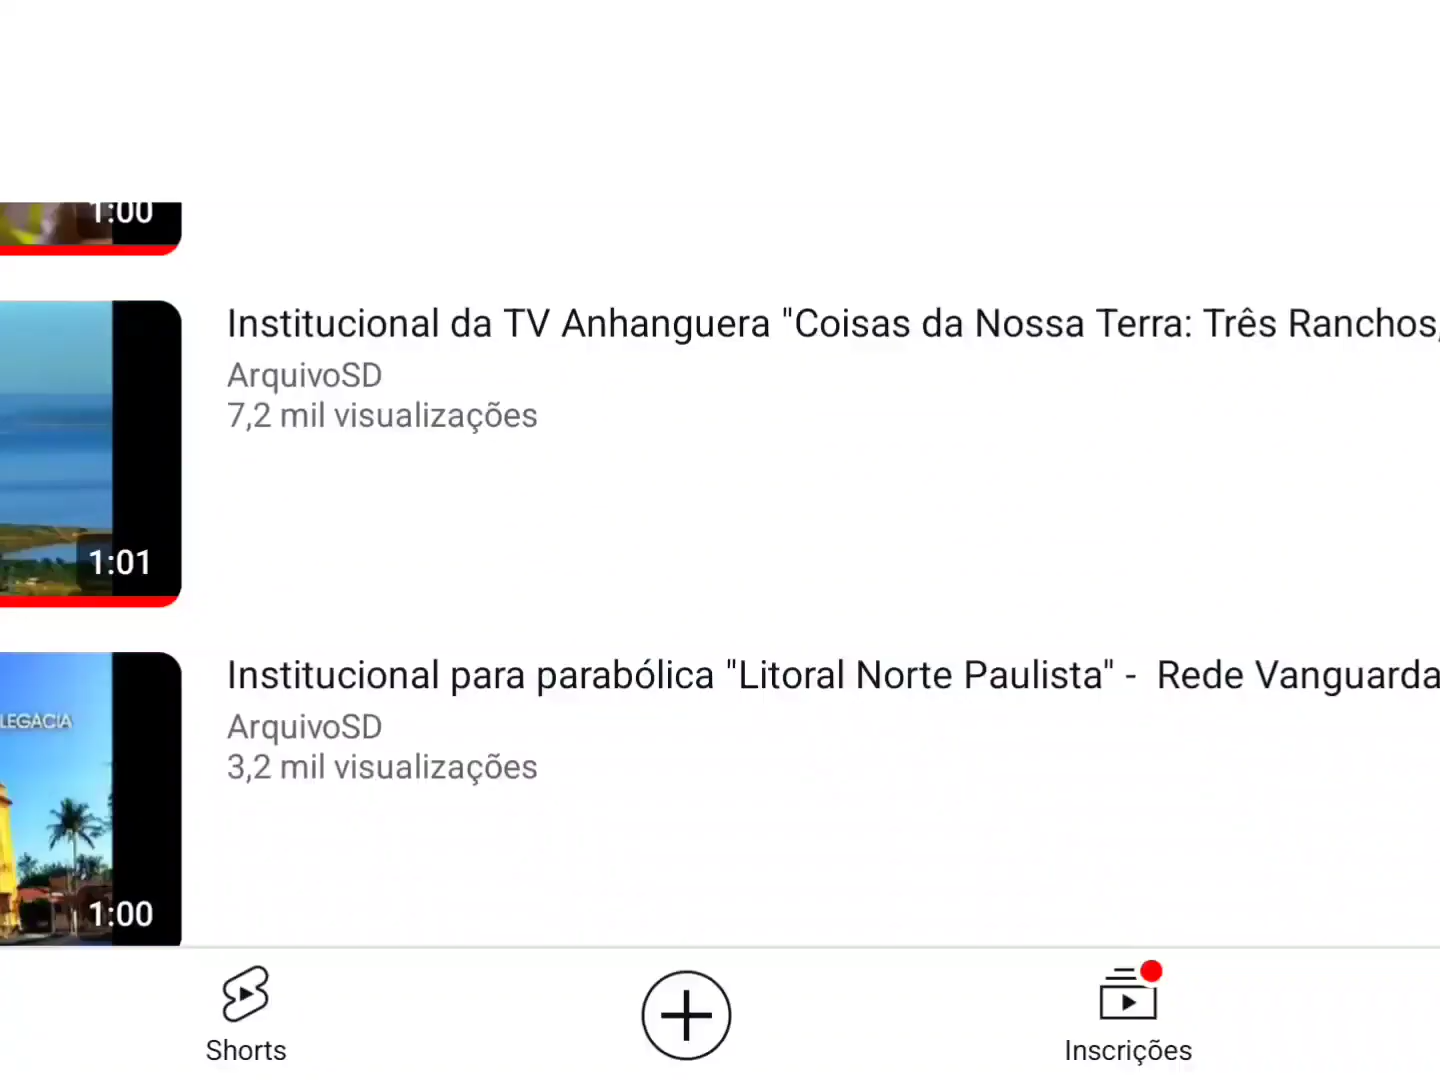 1:00
Institucional da TV Anhanguera "Coisas da Nossa Terra: Três Ranchos,
ArquivoSD
7,2 mil visualizações
1:01
Institucional para parabólica "Litoral Norte Paulista" - Rede Vanguarda
ArquivoSD
3,2 mil visualizações
LEGACIA
1:00
Shorts
Inscrições